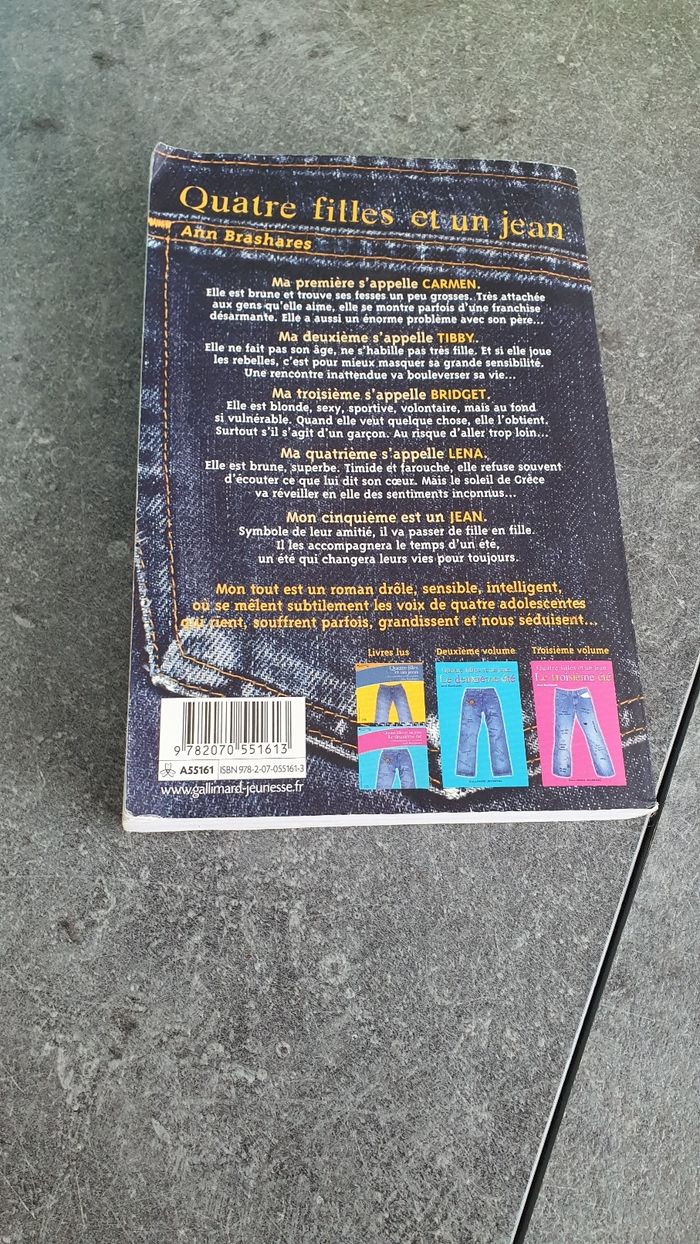 Quatre filles et un jean
Ann Brashares
Ma première s'appelle CARMEN.
Elle est brune et trouve ses fesses un peu grosses. Très attachée
aux gens qu'elle aime, elle se montre parfois d'une franchise
désarmante. Elle a aussi un énorme problème avec son père...
Ma deuxième s'appelle TIBBY.
Elle ne fait pas son âge, ne s'habille pas très fille. Et si elle joue
les rebelles, c'est pour mieux masquer sa grande sensibilité.
Une rencontre inattendue va bouleverser sa vie...
Ma troisième s'appelle BRIDGET.
Elle est blonde, sexy, sportive, volontaire, mais au fond
si vulnérable. Quand elle veut quelque chose, elle l'obtient.
Surtout s'il s'agit d'un garçon. Au risque d'aller trop loin...
Ma quatrième s'appelle LENA.
Elle est brune, superbe. Timide et farouche, elle refuse souvent
d'écouter ce que lui dit son cœur. Mais le soleil de Grèce
va réveiller en elle des sentiments inconnus...
Mon cinquième est un JEAN.
Symbole de leur amitié, il va passer de fille en fille.
Il les accompagnera le temps d'un été,
un été qui changera leurs vies pour toujours.
Mon tout est un roman drôle, sensible, intelligent,
où se mêlent subtilement les voix de quatre adolescentes
qui rient, souffrent parfois, grandissent et nous séduisent...
Livres lus
Deuxième volume
Troisième volume
Quatre filles
et un jean
Le deuxième été
Quatre filles et un jean
Le troisième été
9 782070 551613
A55161
ISBN 978-2-07-055161-3
www.gallimard-jeunesse.fr